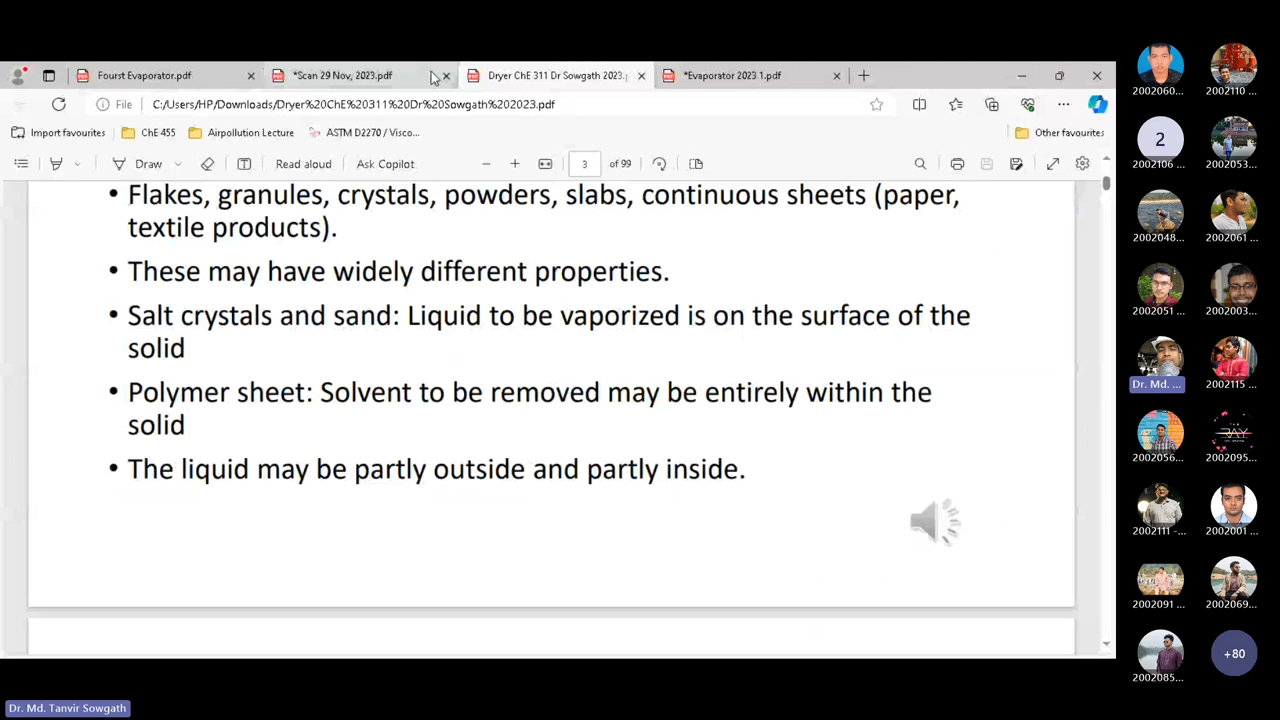 Fourst Evaporator.pdf
*Scan 29 Nov, 2023.pdf
Dryer ChE 311 Dr Sowgath 2023.
*Evaporator 2023 1.pdf
File
C:/Users/HP/Downloads/Dryer%20ChE%20311%20Dr%20Sowgath%202023.pdf
Import favourites
ChE 455
Airpollution Lecture
ASTM D2270 / Visco...
Other favourites
Draw
Read aloud
Ask Copilot
3
of 99
• Flakes, granules, crystals, powders, slabs, continuous sheets (paper,
textile products).
• These may have widely different properties.
• Salt crystals and sand: Liquid to be vaporized is on the surface of the
solid
• Polymer sheet: Solvent to be removed may be entirely within the
solid
• The liquid may be partly outside and partly inside.
2002060...
2002110 ...
2
2002106 ...
2002053...
2002048...
2002061 ...
2002051 ...
2002003...
Dr. Md. ...
2002115 ...
2002056...
RAY
2002095...
2002111 -...
2002001 ...
2002091 ...
2002069...
2002085...
+80
Dr. Md. Tanvir Sowgath